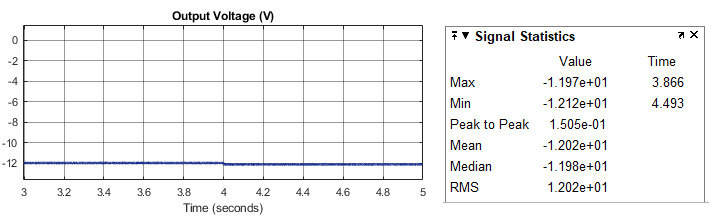 Output Voltage (V)
0
-2
-4
-6
-8
-10
-12
3 3.2 3.4 3.6 3.8 4 4.2 4.4 4.6 4.8 5
Time (seconds)
Signal Statistics
Value Time
Max -1.197e+01 3.866
Min -1.212e+01 4.493
Peak to Peak 1.505e-01
Mean -1.202e+01
Median -1.198e+01
RMS 1.202e+01